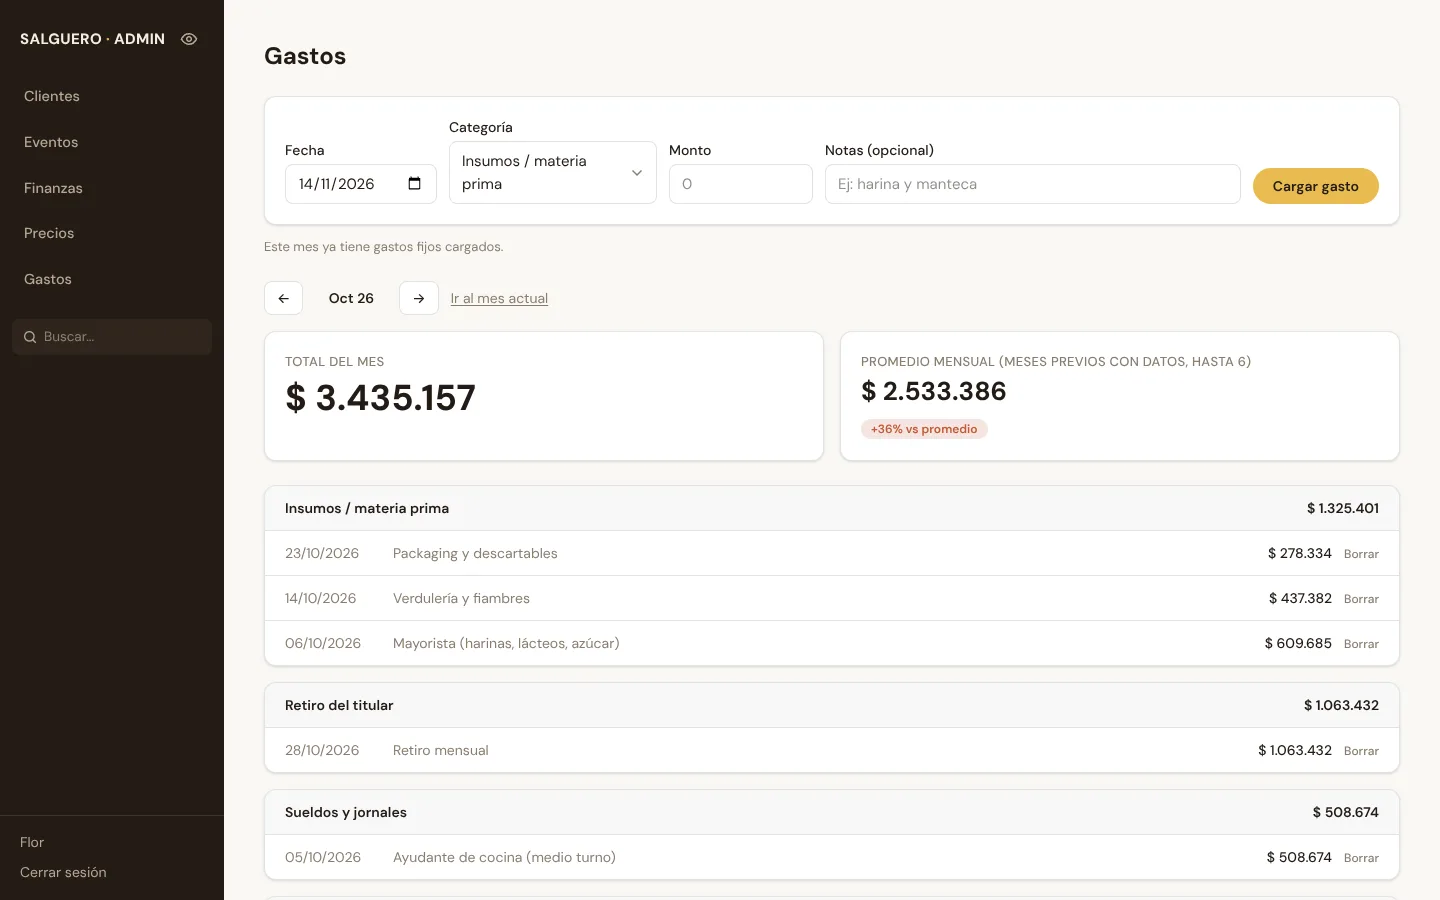 SALGUERO · ADMIN
Clientes
Eventos
Finanzas
Precios
Gastos
Buscar...
Flor
Cerrar sesión
Gastos
Fecha
14/11/2026
Categoría
Insumos / materia
prima
Monto
0
Notas (opcional)
Ej: harina y manteca
Cargar gasto
Este mes ya tiene gastos fijos cargados.
← Oct 26 → Ir al mes actual
TOTAL DEL MES
$ 3.435.157
PROMEDIO MENSUAL (MESES PREVIOS CON DATOS, HASTA 6)
$ 2.533.386
+36% vs promedio
Insumos / materia prima $ 1.325.401
23/10/2026 Packaging y descartables $ 278.334 Borrar
14/10/2026 Verdulería y fiambres $ 437.382 Borrar
06/10/2026 Mayorista (harinas, lácteos, azúcar) $ 609.685 Borrar
Retiro del titular $ 1.063.432
28/10/2026 Retiro mensual $ 1.063.432 Borrar
Sueldos y jornales $ 508.674
05/10/2026 Ayudante de cocina (medio turno) $ 508.674 Borrar